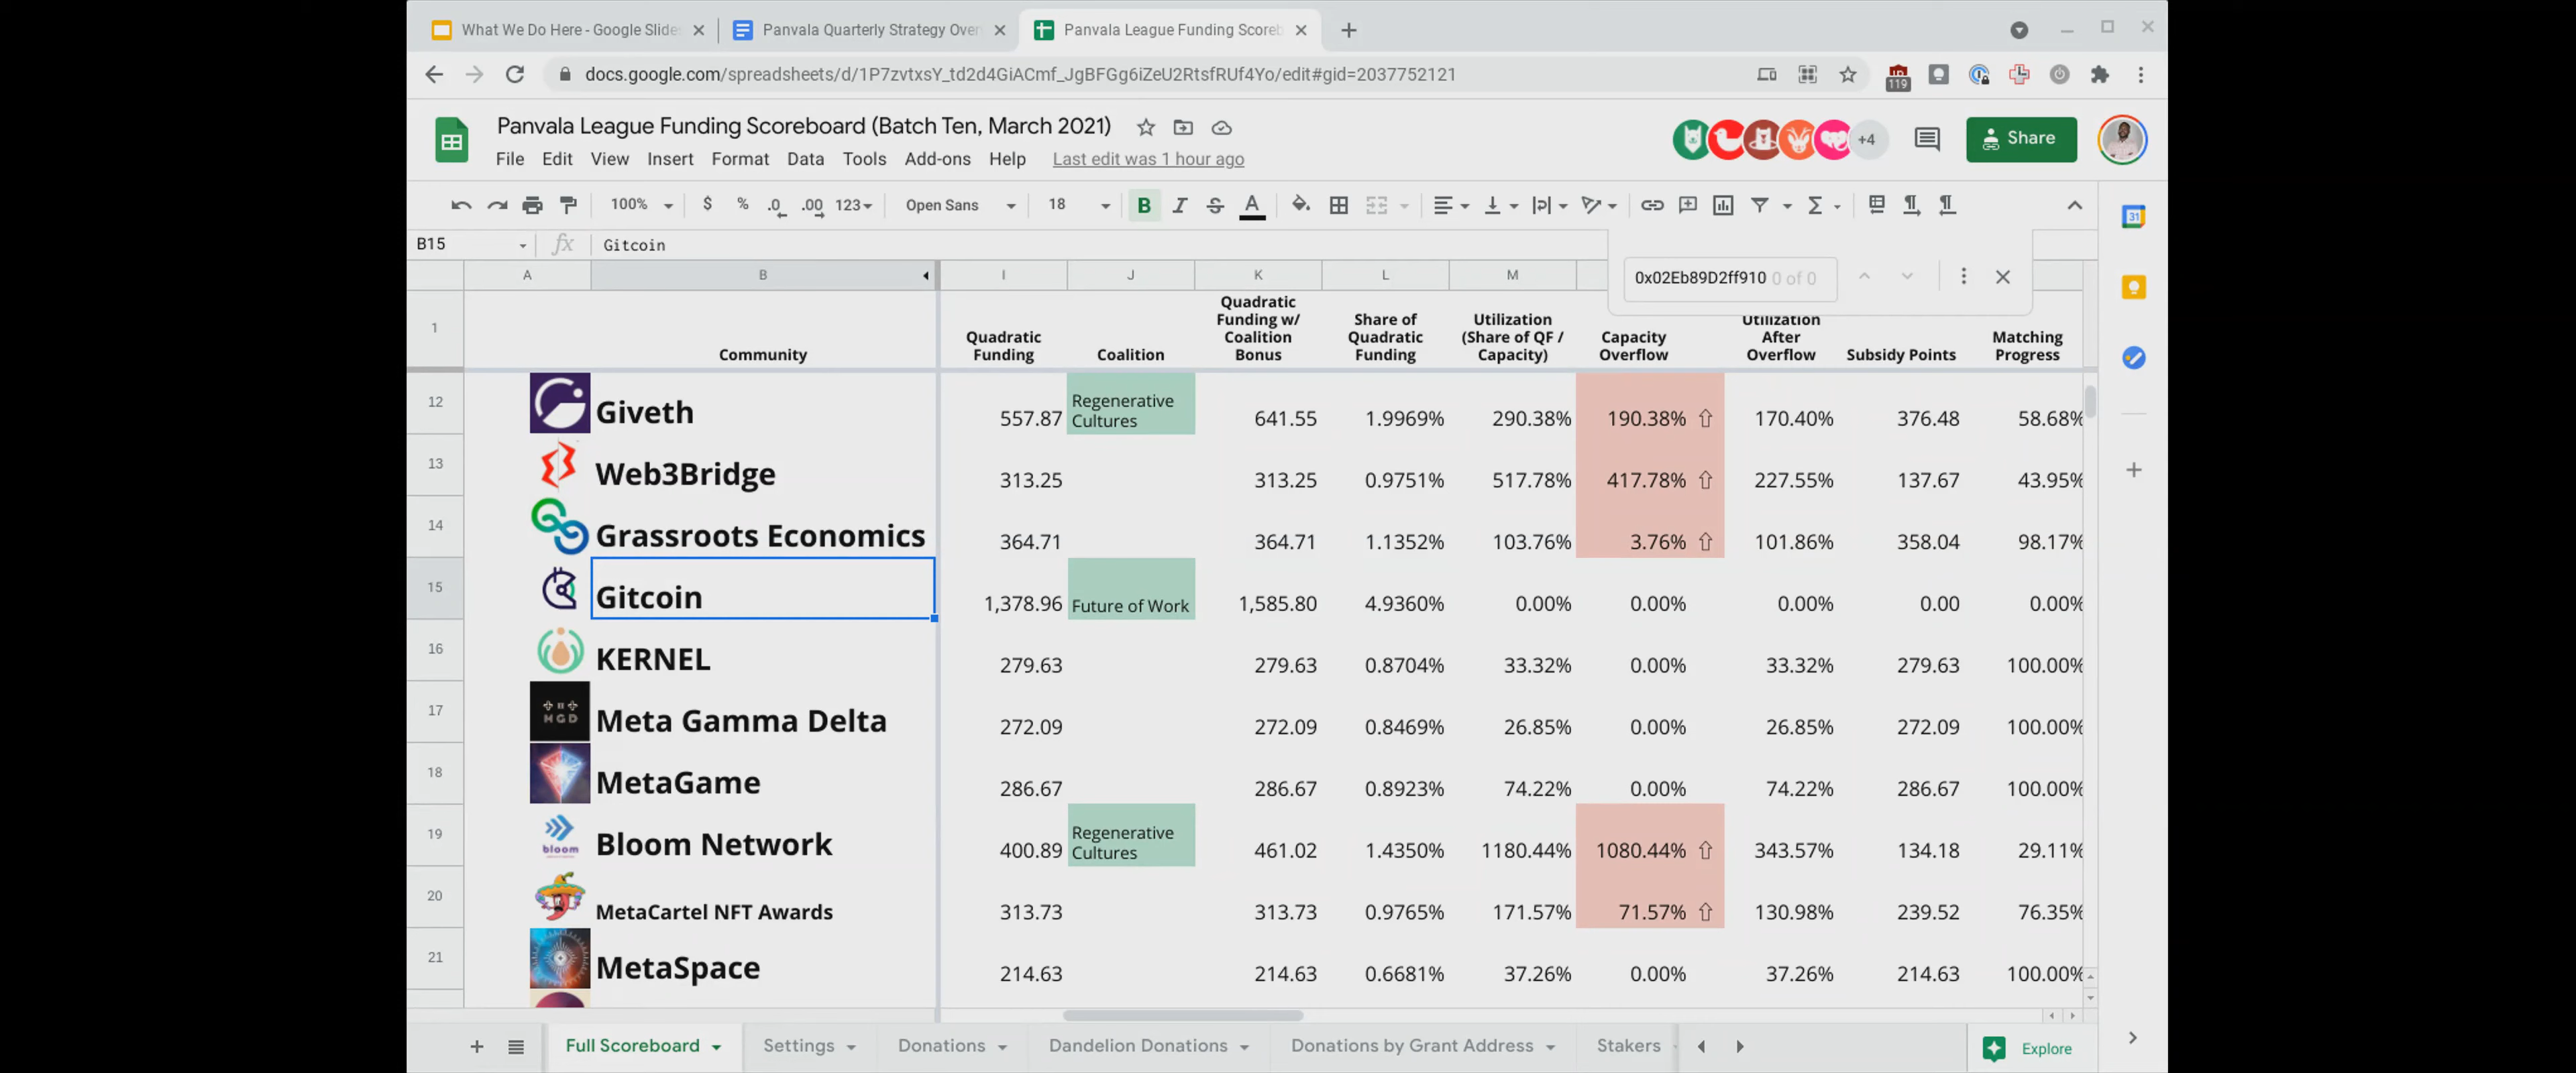 What We Do Here - Google Slides
Panvala Quarterly Strategy Over
Panvala League Funding Scoreb
docs.google.com/spreadsheets/d/1P7zvtxsY_td2d4GiACmf_JgBFGg6iZeU2RtsfRUf4Yo/edit#gid=2037752121
119
Panvala League Funding Scoreboard (Batch Ten, March 2021)
+4
Share
File Edit View Insert Format Data Tools Add-ons Help Last edit was 1 hour ago
100% $ % .0 .00 123 Open Sans 18 B I S A
31
B15 fx Gitcoin
0x02Eb89D2ff910 0 of 0
A B I J K L M
1 Community Quadratic Funding Coalition Quadratic Funding w/ Coalition Bonus Share of Quadratic Funding Utilization (Share of QF / Capacity) Capacity Overflow Utilization After Overflow Subsidy Points Matching Progress
12 Giveth 557.87 Regenerative Cultures 641.55 1.9969% 290.38% 190.38% ⇧ 170.40% 376.48 58.68%
13 Web3Bridge 313.25 313.25 0.9751% 517.78% 417.78% ⇧ 227.55% 137.67 43.95%
14 Grassroots Economics 364.71 364.71 1.1352% 103.76% 3.76% ⇧ 101.86% 358.04 98.17%
15 Gitcoin 1,378.96 Future of Work 1,585.80 4.9360% 0.00% 0.00% 0.00% 0.00 0.00%
16 KERNEL 279.63 279.63 0.8704% 33.32% 0.00% 33.32% 279.63 100.00%
17 MGD Meta Gamma Delta 272.09 272.09 0.8469% 26.85% 0.00% 26.85% 272.09 100.00%
18 MetaGame 286.67 286.67 0.8923% 74.22% 0.00% 74.22% 286.67 100.00%
19 bloom Bloom Network 400.89 Regenerative Cultures 461.02 1.4350% 1180.44% 1080.44% ⇧ 343.57% 134.18 29.11%
20 MetaCartel NFT Awards 313.73 313.73 0.9765% 171.57% 71.57% ⇧ 130.98% 239.52 76.35%
21 MetaSpace 214.63 214.63 0.6681% 37.26% 0.00% 37.26% 214.63 100.00%
Full Scoreboard Settings Donations Dandelion Donations Donations by Grant Address Stakers Explore